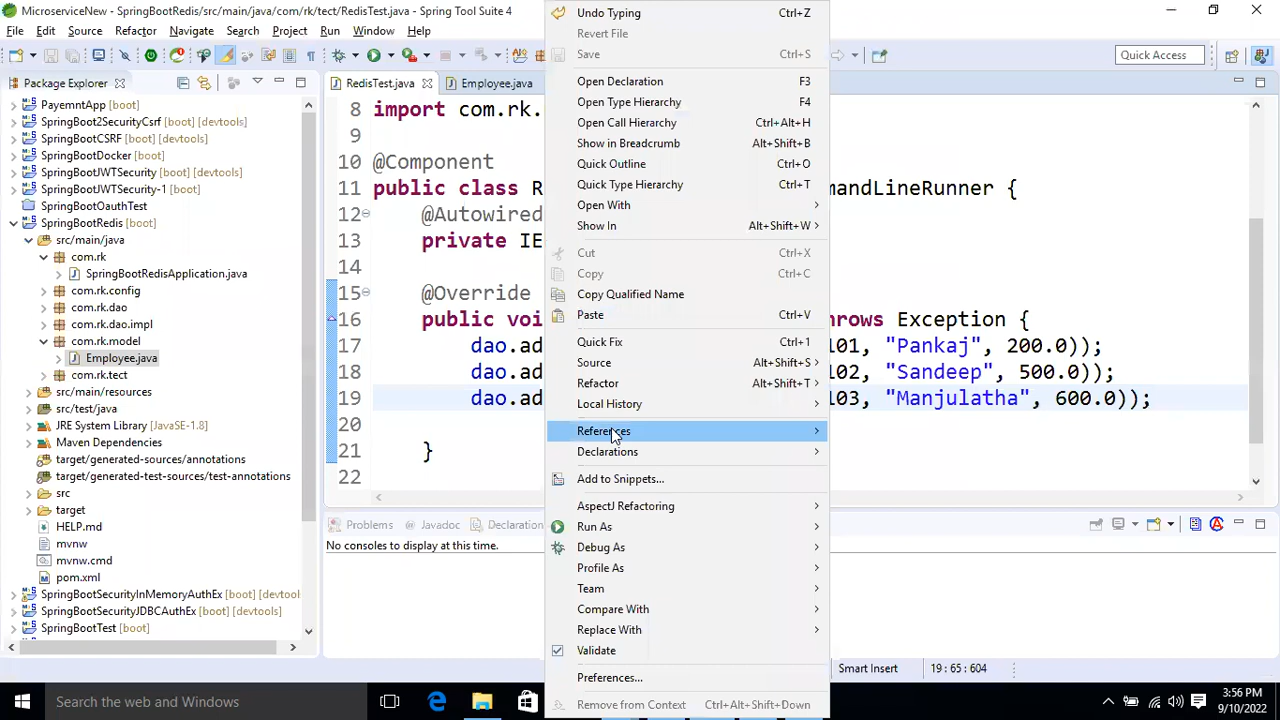 MicroserviceNew - SpringBootRedis/src/main/java/com/rk/tect/RedisTest.java - Spring Tool Suite 4
File Edit Source Refactor Navigate Search Project Run Window Help
Quick Access
Package Explorer
PayemntApp [boot]
SpringBoot2SecurityCsrf [boot] [devtools]
SpringBootCSRF [boot] [devtools]
SpringBootDocker [boot]
SpringBootJWTSecurity [boot] [devtools]
SpringBootJWTSecurity-1 [boot]
SpringBootOauthTest
SpringBootRedis [boot]
src/main/java
com.rk
SpringBootRedisApplication.java
com.rk.config
com.rk.dao
com.rk.dao.impl
com.rk.model
Employee.java
com.rk.tect
src/main/resources
src/test/java
JRE System Library [JavaSE-1.8]
Maven Dependencies
target/generated-sources/annotations
target/generated-test-sources/test-annotations
src
target
HELP.md
mvnw
mvnw.cmd
pom.xml
SpringBootSecurityInMemoryAuthEx [boot] [devtools]
SpringBootSecurityJDBCAuthEx [boot] [devtools]
SpringBootTest [boot]
RedisTest.java Employee.java
8 import com.rk.
9
10 @Component
11 public class R mandLineRunner {
12 @Autowired
13 private IE
14
15 @Override
16 public voi rows Exception {
17 dao.ad 101, "Pankaj", 200.0));
18 dao.ad 102, "Sandeep", 500.0));
19 dao.ad 103, "Manjulatha", 600.0));
20
21 }
22
Problems Javadoc Declaration
No consoles to display at this time.
Undo Typing Ctrl+Z
Revert File
Save Ctrl+S
Open Declaration F3
Open Type Hierarchy F4
Open Call Hierarchy Ctrl+Alt+H
Show in Breadcrumb Alt+Shift+B
Quick Outline Ctrl+O
Quick Type Hierarchy Ctrl+T
Open With
Show In Alt+Shift+W
Cut Ctrl+X
Copy Ctrl+C
Copy Qualified Name
Paste Ctrl+V
Quick Fix Ctrl+1
Source Alt+Shift+S
Refactor Alt+Shift+T
Local History
References
Declarations
Add to Snippets...
AspectJ Refactoring
Run As
Debug As
Profile As
Team
Compare With
Replace With
Validate
Preferences...
Remove from Context Ctrl+Alt+Shift+Down
Smart Insert 19 : 65 : 604
Search the web and Windows
3:56 PM
9/10/2022